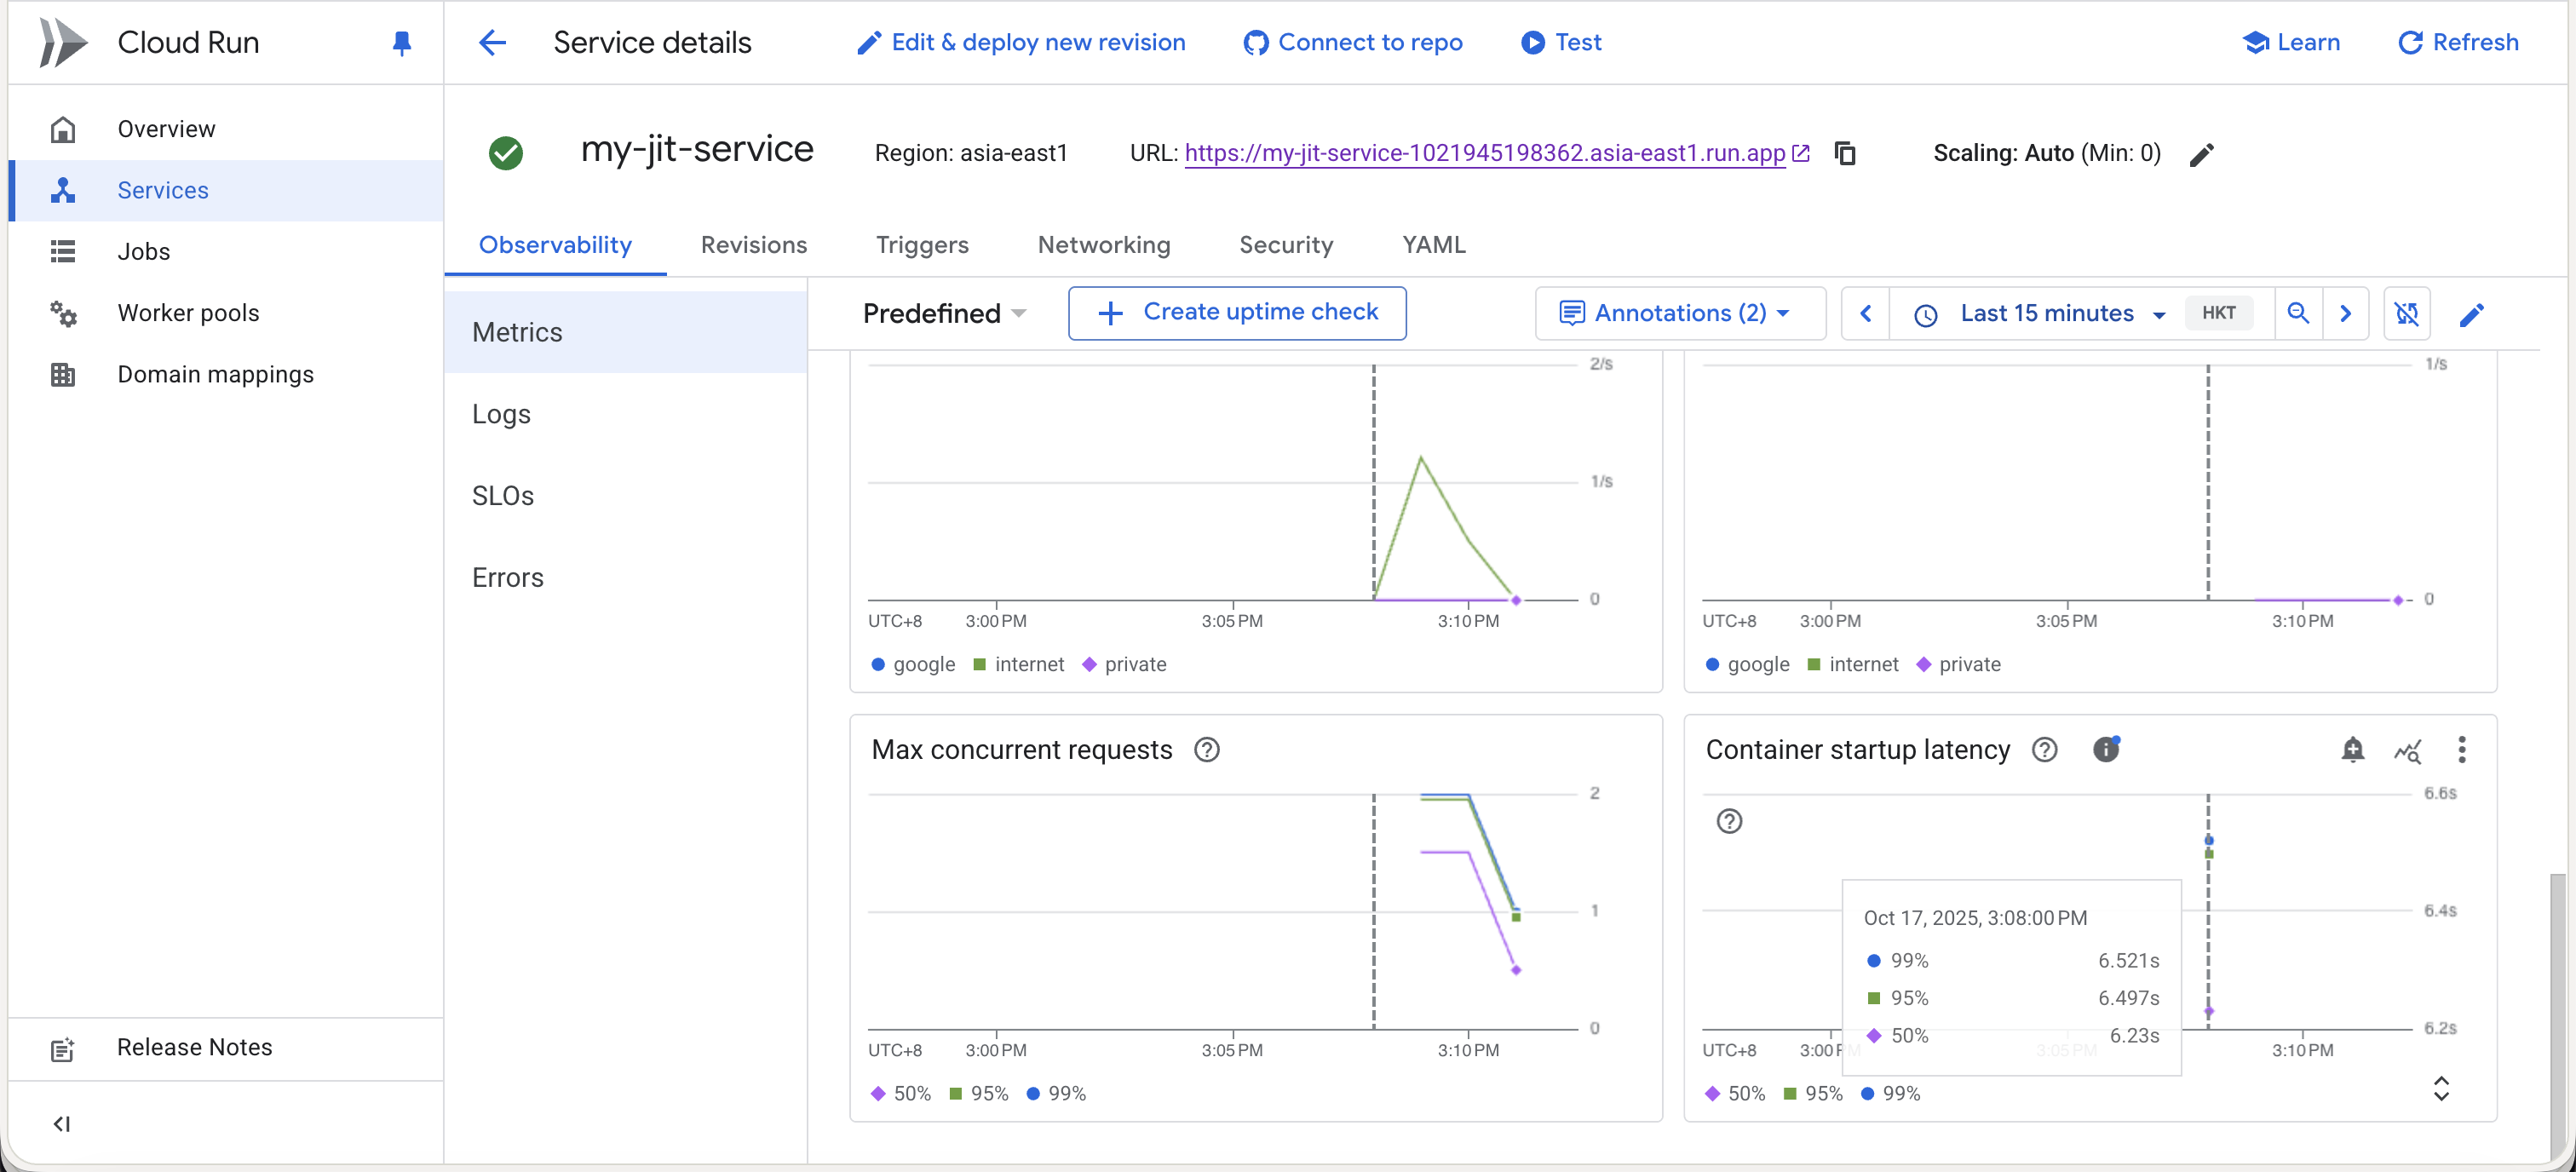 Cloud Run
Service details
Edit & deploy new revision
Connect to repo
Test
Learn
Refresh
Overview
Services
Jobs
Worker pools
Domain mappings
Release Notes
my-jit-service
Region: asia-east1
URL: https://my-jit-service-1021945198362.asia-east1.run.app
Scaling: Auto (Min: 0)
Observability
Revisions
Triggers
Networking
Security
YAML
Metrics
Logs
SLOs
Errors
Predefined
Create uptime check
Annotations (2)
Last 15 minutes
HKT
2/s
1/s
0
UTC+8
3:00 PM
3:05 PM
3:10 PM
google
internet
private
1/s
0
UTC+8
3:00 PM
3:05 PM
3:10 PM
google
internet
private
Max concurrent requests
2
1
0
UTC+8
3:00 PM
3:05 PM
3:10 PM
50%
95%
99%
Container startup latency
6.6s
6.4s
6.2s
Oct 17, 2025, 3:08:00 PM
99% 6.521s
95% 6.497s
50% 6.23s
UTC+8
3:00 PM
3:05 PM
3:10 PM
50%
95%
99%